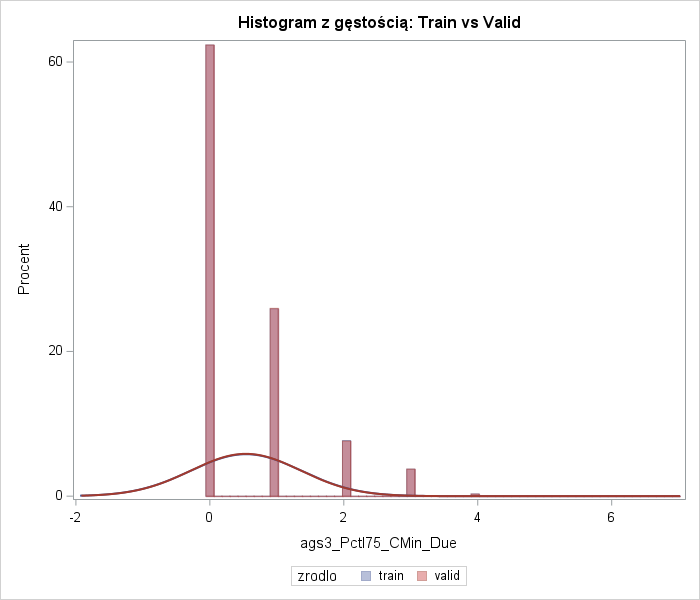 Histogram z gęstością: Train vs Valid
Procent
60
40
20
0
-2 0 2 4 6
ags3_Pctl75_CMin_Due
zrodlo train valid